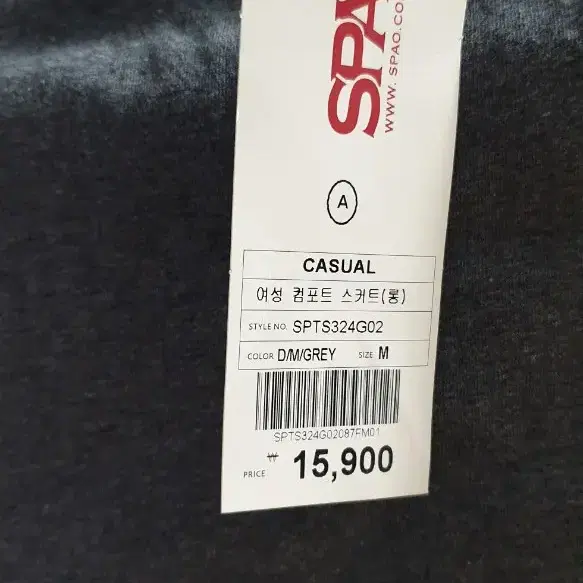 SPA
WWW. SPAO.CO
A
CASUAL
여성 컴포트 스커트(롱)
STYLE NO. SPTS324G02
COLOR D/M/GREY SIZE M
SPTS324G02087FM01
PRICE ₩ 15,900